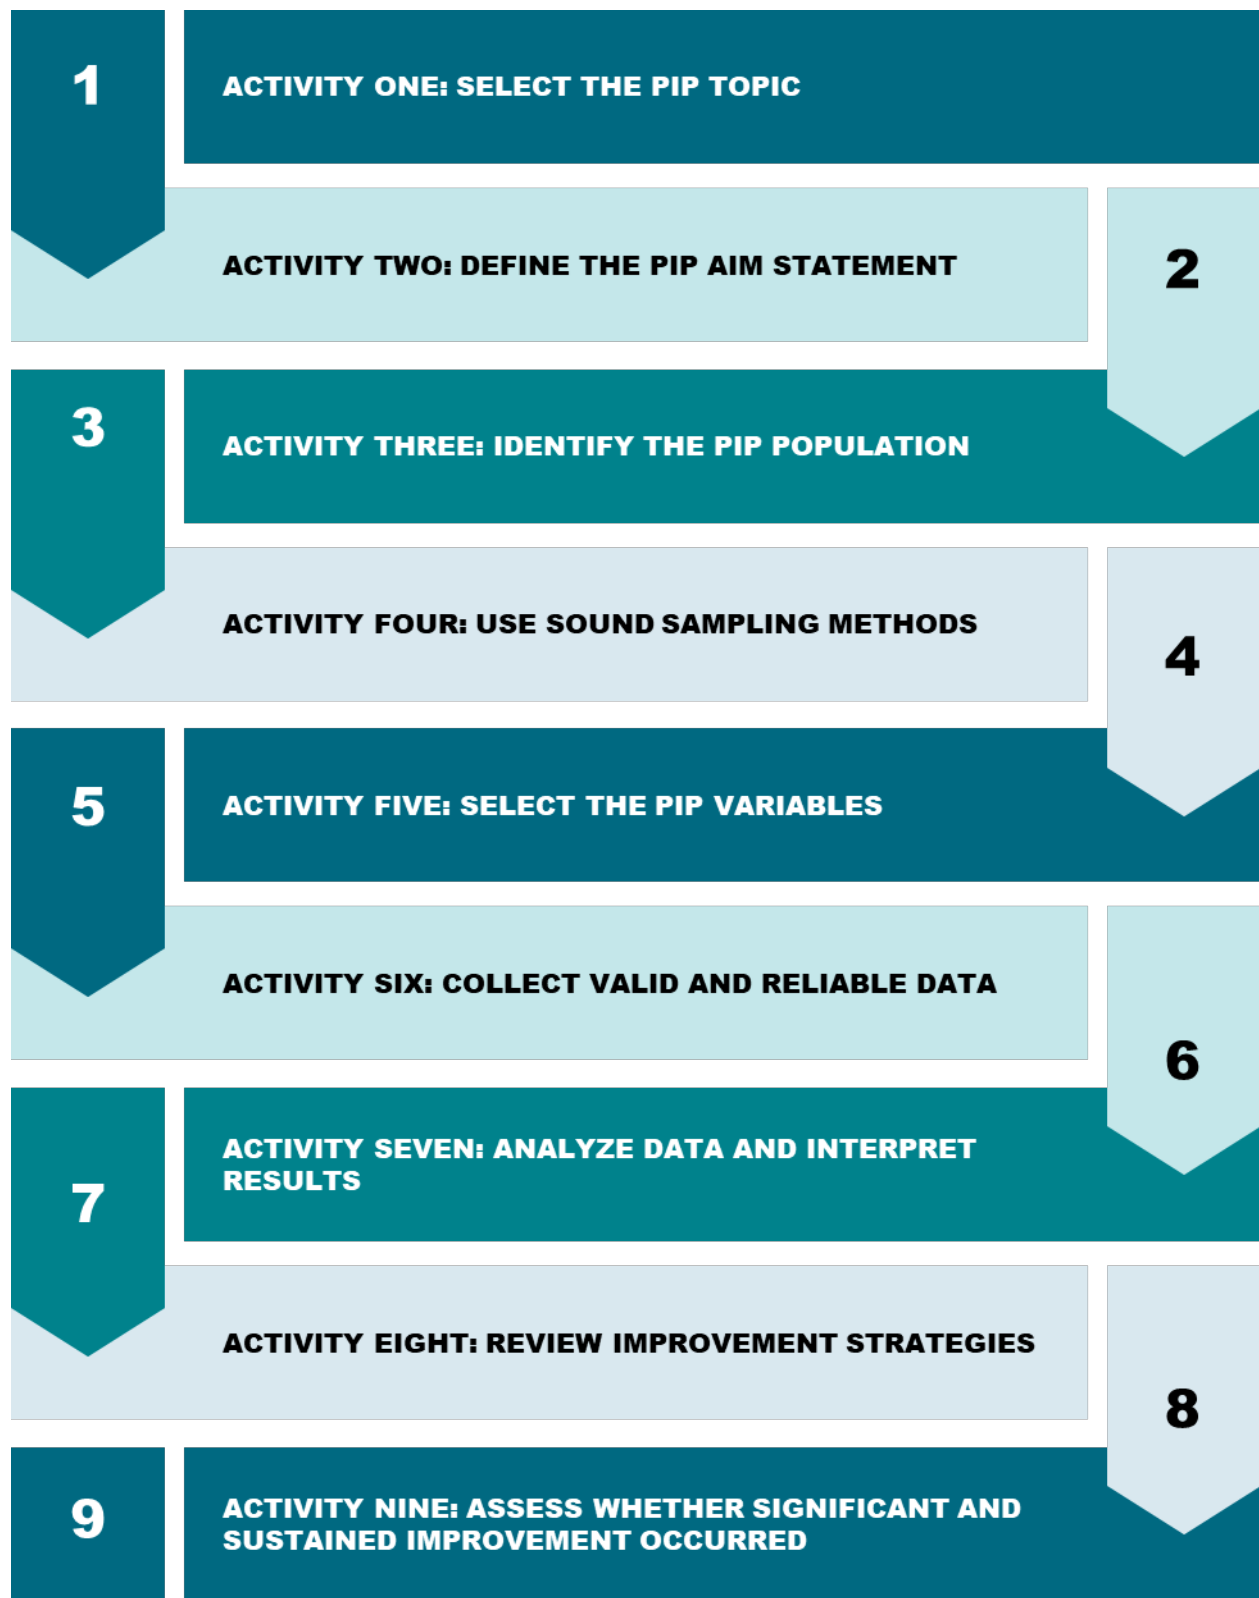 1
ACTIVITY ONE: SELECT THE PIP TOPIC
ACTIVITY TWO: DEFINE THE PIP AIM STATEMENT
2
3
ACTIVITY THREE: IDENTIFY THE PIP POPULATION
ACTIVITY FOUR: USE SOUND SAMPLING METHODS
4
5
ACTIVITY FIVE: SELECT THE PIP VARIABLES
ACTIVITY SIX: COLLECT VALID AND RELIABLE DATA
6
7
ACTIVITY SEVEN: ANALYZE DATA AND INTERPRET
RESULTS
ACTIVITY EIGHT: REVIEW IMPROVEMENT STRATEGIES
8
9
ACTIVITY NINE: ASSESS WHETHER SIGNIFICANT AND
SUSTAINED IMPROVEMENT OCCURRED